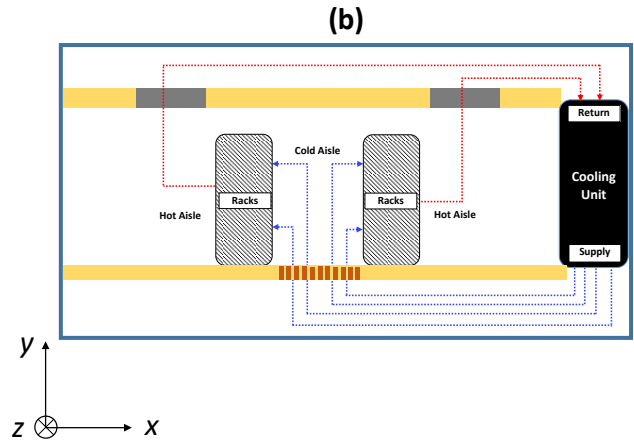 (b)
Return
Cold Aisle
Cooling
Unit
Racks
Racks
Hot Aisle
Hot Aisle
Supply
y
z
x